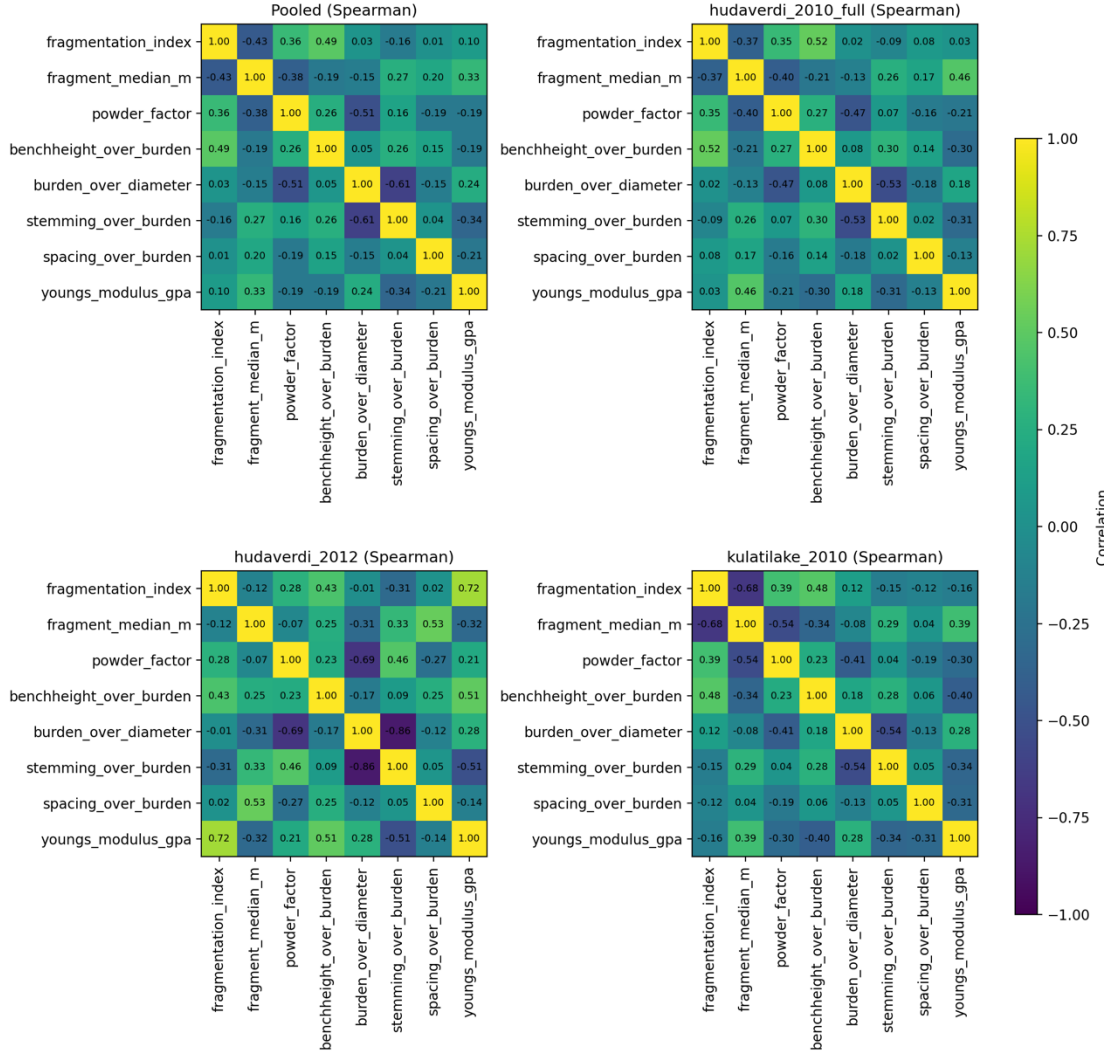 Pooled (Spearman)
fragmentation_index 1.00 -0.43 0.36 0.49 0.03 -0.16 0.01 0.10
fragment_median_m -0.43 1.00 -0.38 -0.19 -0.15 0.27 0.20 0.33
powder_factor 0.36 -0.38 1.00 0.26 -0.51 0.16 -0.19 -0.19
benchheight_over_burden 0.49 -0.19 0.26 1.00 0.05 0.26 0.15 -0.19
burden_over_diameter 0.03 -0.15 -0.51 0.05 1.00 -0.61 -0.15 0.24
stemming_over_burden -0.16 0.27 0.16 0.26 -0.61 1.00 0.04 -0.34
spacing_over_burden 0.01 0.20 -0.19 0.15 -0.15 0.04 1.00 -0.21
youngs_modulus_gpa 0.10 0.33 -0.19 -0.19 0.24 -0.34 -0.21 1.00
fragmentation_index
fragment_median_m
powder_factor
benchheight_over_burden
burden_over_diameter
stemming_over_burden
spacing_over_burden
youngs_modulus_gpa
hudaverdi_2010_full (Spearman)
fragmentation_index 1.00 -0.37 0.35 0.52 0.02 -0.09 0.08 0.03
fragment_median_m -0.37 1.00 -0.40 -0.21 -0.13 0.26 0.17 0.46
powder_factor 0.35 -0.40 1.00 0.27 -0.47 0.07 -0.16 -0.21
benchheight_over_burden 0.52 -0.21 0.27 1.00 0.08 0.30 0.14 -0.30
burden_over_diameter 0.02 -0.13 -0.47 0.08 1.00 -0.53 -0.18 0.18
stemming_over_burden -0.09 0.26 0.07 0.30 -0.53 1.00 0.02 -0.31
spacing_over_burden 0.08 0.17 -0.16 0.14 -0.18 0.02 1.00 -0.13
youngs_modulus_gpa 0.03 0.46 -0.21 -0.30 0.18 -0.31 -0.13 1.00
fragmentation_index
fragment_median_m
powder_factor
benchheight_over_burden
burden_over_diameter
stemming_over_burden
spacing_over_burden
youngs_modulus_gpa
hudaverdi_2012 (Spearman)
fragmentation_index 1.00 -0.12 0.28 0.43 -0.01 -0.31 0.02 0.72
fragment_median_m -0.12 1.00 -0.07 0.25 -0.31 0.33 0.53 -0.32
powder_factor 0.28 -0.07 1.00 0.23 -0.69 0.46 -0.27 0.21
benchheight_over_burden 0.43 0.25 0.23 1.00 -0.17 0.09 0.25 0.51
burden_over_diameter -0.01 -0.31 -0.69 -0.17 1.00 -0.86 -0.12 0.28
stemming_over_burden -0.31 0.33 0.46 0.09 -0.86 1.00 0.05 -0.51
spacing_over_burden 0.02 0.53 -0.27 0.25 -0.12 0.05 1.00 -0.14
youngs_modulus_gpa 0.72 -0.32 0.21 0.51 0.28 -0.51 -0.14 1.00
fragmentation_index
fragment_median_m
powder_factor
benchheight_over_burden
burden_over_diameter
stemming_over_burden
spacing_over_burden
youngs_modulus_gpa
kulatilake_2010 (Spearman)
fragmentation_index 1.00 -0.68 0.39 0.48 0.12 -0.15 -0.12 -0.16
fragment_median_m -0.68 1.00 -0.54 -0.34 -0.08 0.29 0.04 0.39
powder_factor 0.39 -0.54 1.00 0.23 -0.41 0.04 -0.19 -0.30
benchheight_over_burden 0.48 -0.34 0.23 1.00 0.18 0.28 0.06 -0.40
burden_over_diameter 0.12 -0.08 -0.41 0.18 1.00 -0.54 -0.13 0.28
stemming_over_burden -0.15 0.29 0.04 0.28 -0.54 1.00 0.05 -0.34
spacing_over_burden -0.12 0.04 -0.19 0.06 -0.13 0.05 1.00 -0.31
youngs_modulus_gpa -0.16 0.39 -0.30 -0.40 0.28 -0.34 -0.31 1.00
fragmentation_index
fragment_median_m
powder_factor
benchheight_over_burden
burden_over_diameter
stemming_over_burden
spacing_over_burden
youngs_modulus_gpa
1.00
0.75
0.50
0.25
0.00
−0.25
−0.50
−0.75
−1.00
Correlation